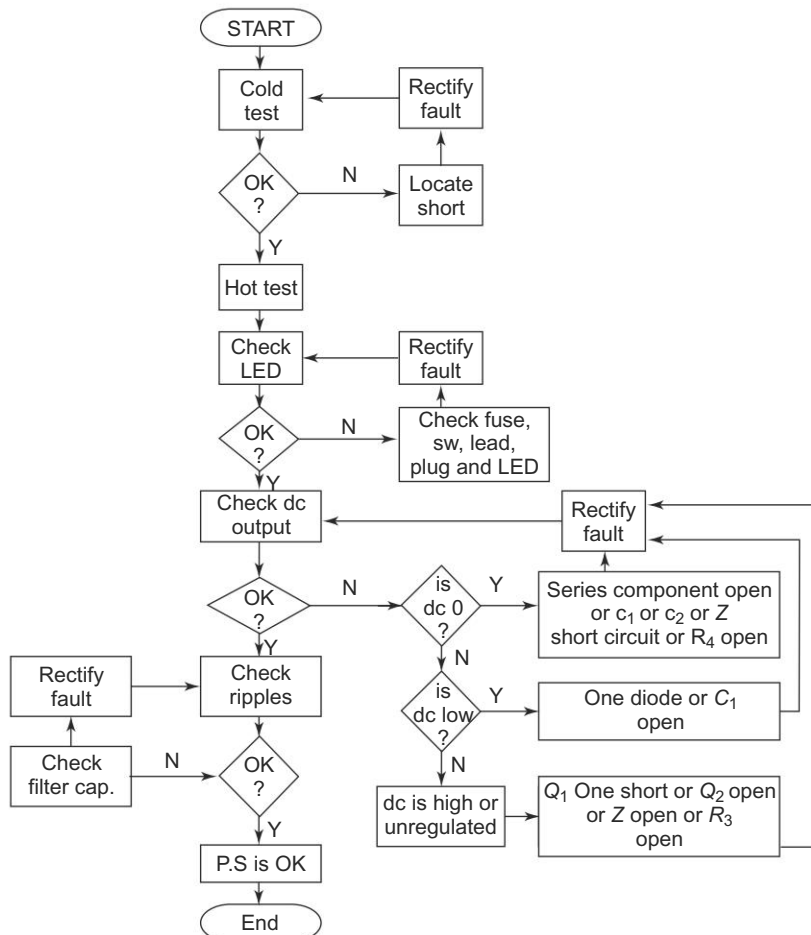 START
Cold
test
Rectify
fault
OK
?
N
Locate
short
Y
Hot test
Check
LED
Rectify
fault
OK
?
N
Check fuse,
sw, lead,
plug and LED
Y
Check dc
output
Rectify
fault
OK
?
N
is
dc 0
?
Y
Series component open
or c₁ or c₂ or Z
short circuit or R₄ open
Y
N
Check
ripples
Rectify
fault
is
dc low
?
Y
One diode or C₁
open
Check
filter cap.
N
OK
?
N
dc is high or
unregulated
Q₁ One short or Q₂ open
or Z open or R₃
open
Y
P.S is OK
End